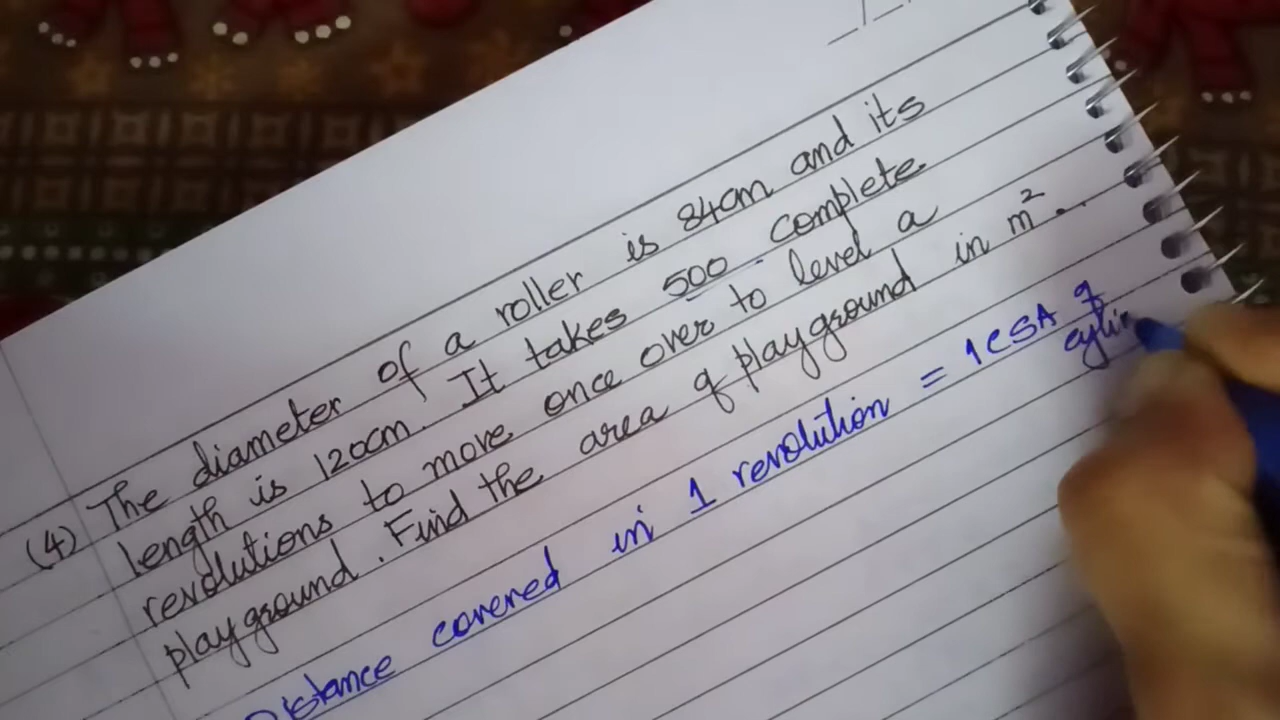 (4) The diameter of a roller is 84cm and its
length is 120cm. It takes 500 complete
revolutions to move once over to level a
playground. Find the area of playground in m².
Distance covered in 1 revolution = 1 CSA of
cylin